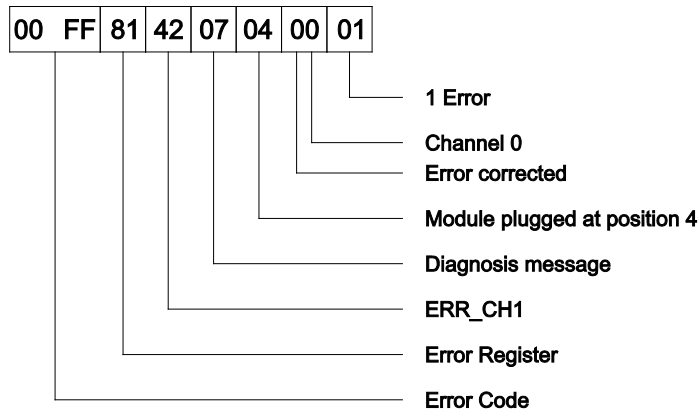 00 FF 81 42 07 04 00 01
1 Error
Channel 0
Error corrected
Module plugged at position 4
Diagnosis message
ERR_CH1
Error Register
Error Code